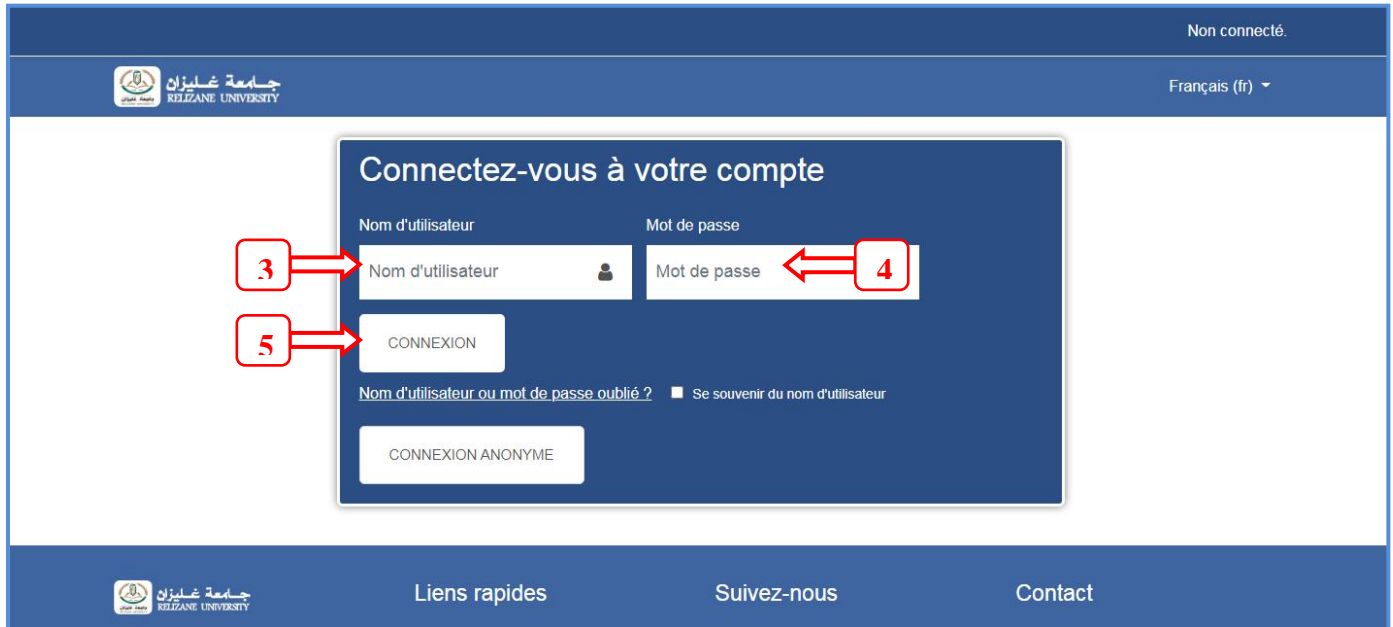 Non connecté.
جـامعة غـليزان
RELIZANE UNIVERSITY
Français (fr)
Connectez-vous à votre compte
Nom d'utilisateur Mot de passe
3 Nom d'utilisateur Mot de passe 4
5 CONNEXION
Nom d'utilisateur ou mot de passe oublié ? Se souvenir du nom d'utilisateur
CONNEXION ANONYME
جـامعة غـليزان
RELIZANE UNIVERSITY
Liens rapides Suivez-nous Contact